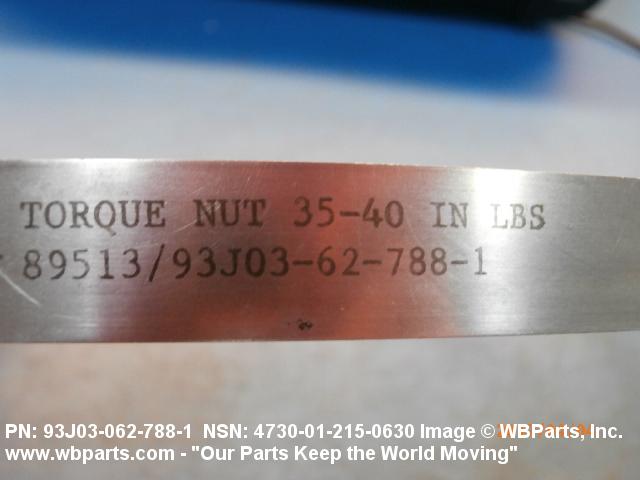 TORQUE NUT 35-40 IN LBS
89513/93J03-62-788-1
PN: 93J03-062-788-1 NSN: 4730-01-215-0630 Image © WBParts, Inc.
www.wbparts.com - "Our Parts Keep the World Moving"